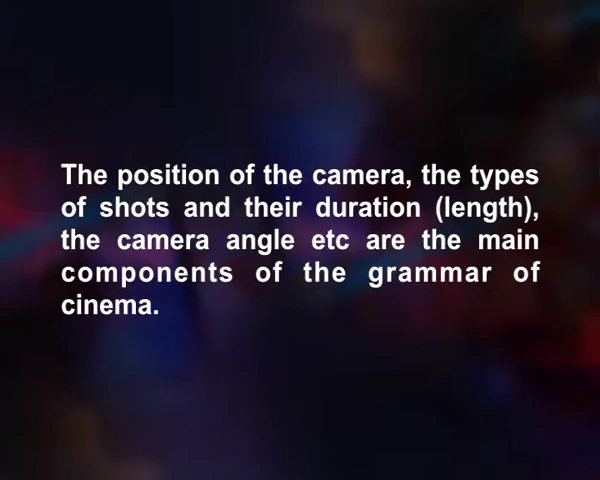 The position of the camera, the types
of shots and their duration (length),
the camera angle etc are the main
components of the grammar of
cinema.